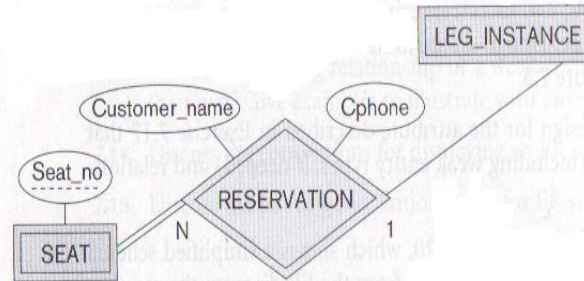 LEG_INSTANCE
Customer_name
Cphone
Seat_no
RESERVATION
N
1
SEAT